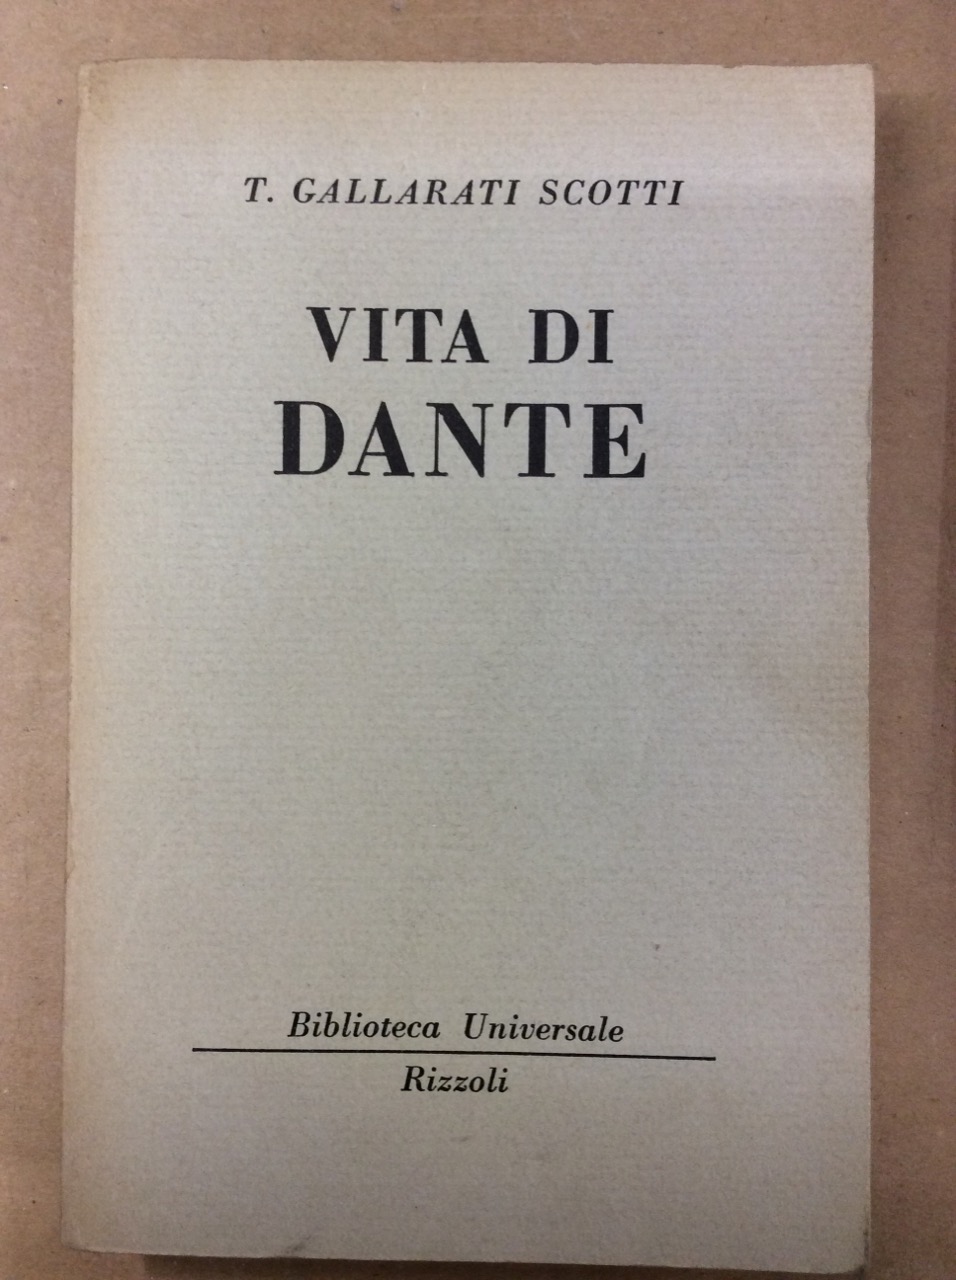 T. GALLARATI SCOTTI
VITA DI
DANTE
Biblioteca Universale
Rizzoli